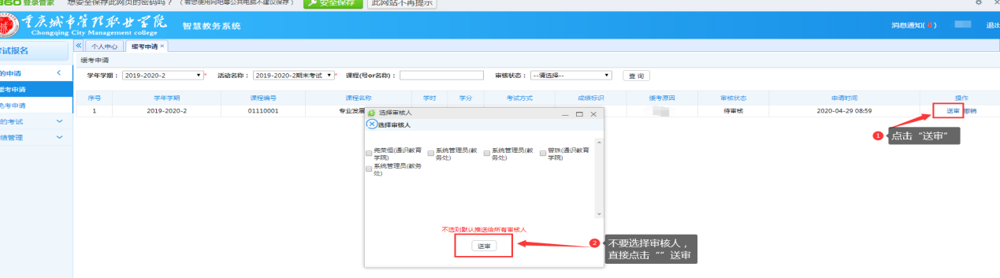 360 登录管家 想要安全保存此网页的密码吗？ （若您使用网吧等公共电脑不建议保存） 安全保存 此网站不再提示
重庆城市管理职业学院 智慧教务系统 消息通知( 0 ) 退出
Chongqing City Management college
考试报名 个人中心 缓考申请 ×
缓考申请
我的申请
学年学期： 2019-2020-2 * 活动名称： 2019-2020-2期末考试 * 课程(号or名称)： 审核状态： --请选择-- 查 询
缓考申请
免考申请
我的考试
成绩管理
序号 学年学期 课程编号 课程名称 学时 学分 考试方式 成绩标识 缓考原因 审核状态 申请时间 操作
1 2019-2020-2 01110001 专业发展 待审核 2020-04-29 08:59 送审 撤销
1 点击“送审”
选择审核人
选择审核人
尧荣恒(通识教育学院) 系统管理员(教务处) 系统管理员(教务处) 曾珠(通识教育学院)
系统管理员(教务处)
不选则默认推送给所有审核人
送审
2 不要选择审核人，
直接点击“”送审